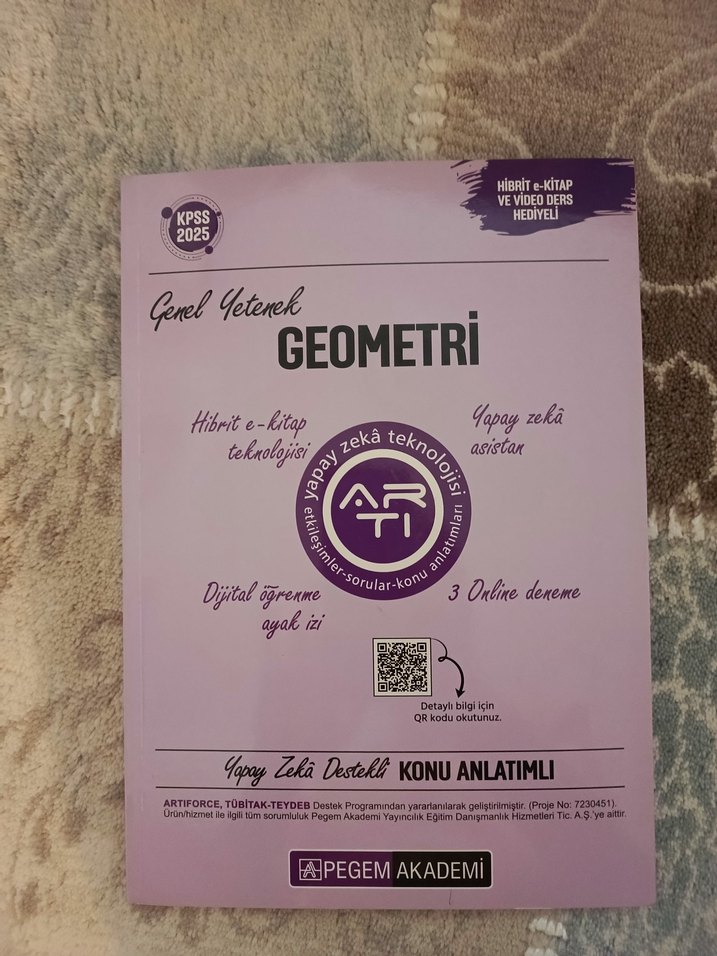 KPSS
2025
HİBRİT e-KİTAP
VE VİDEO DERS
HEDİYELİ
Genel Yetenek
GEOMETRİ
Hibrit e-kitap
teknolojisi
Yapay zekâ
asistan
yapay zekâ teknolojisi
ARTI
etkileşimler-sorular-konu anlatımları
Dijital öğrenme
ayak izi
3 Online deneme
Detaylı bilgi için
QR kodu okutunuz.
Yapay Zekâ Destekli KONU ANLATIMLI
ARTIFORCE, TÜBİTAK-TEYDEB Destek Programından yararlanılarak geliştirilmiştir. (Proje No: 7230451).
Ürün/hizmet ile ilgili tüm sorumluluk Pegem Akademi Yayıncılık Eğitim Danışmanlık Hizmetleri Tic. A.Ş.'ye aittir.
PEGEM AKADEMİ